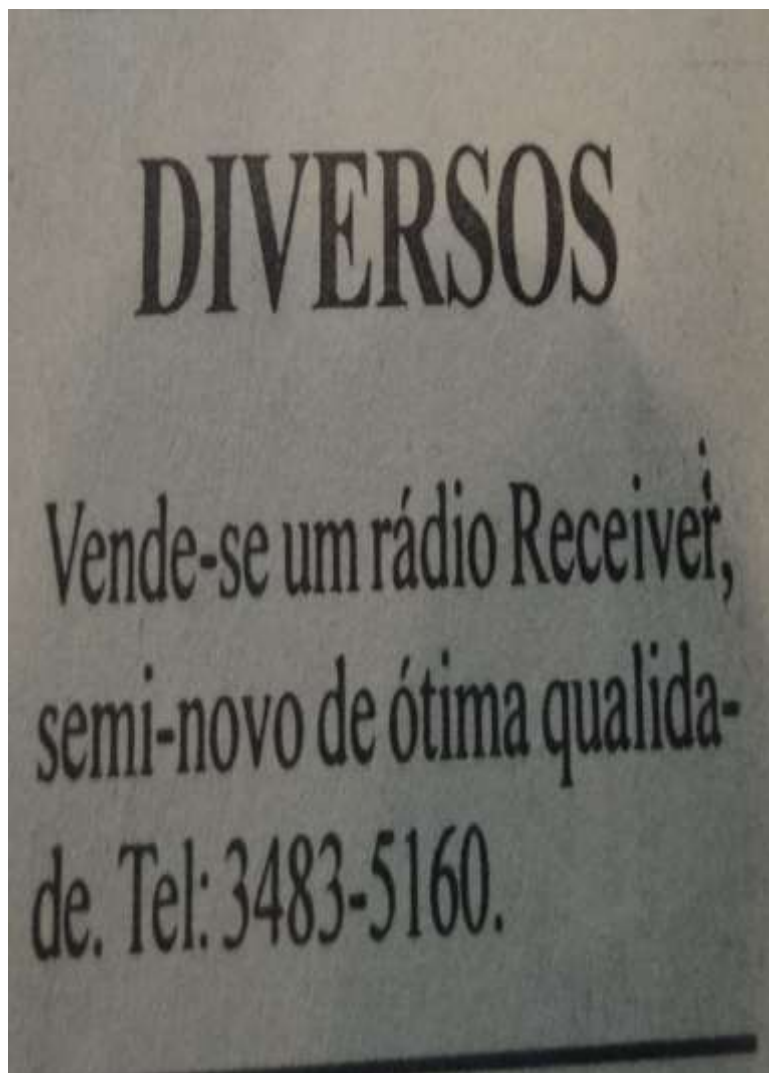 DIVERSOS
Vende-se um rádio Receiver,
semi-novo de ótima qualida-
de. Tel: 3483-5160.